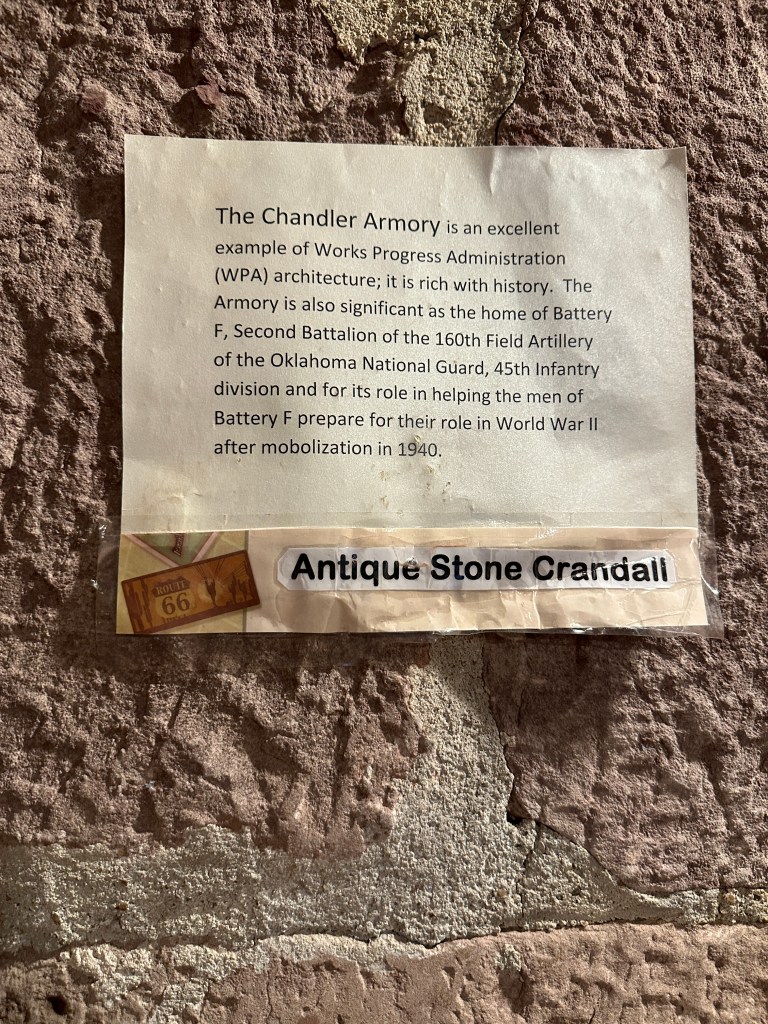 The Chandler Armory is an excellent
example of Works Progress Administration
(WPA) architecture; it is rich with history. The
Armory is also significant as the home of Battery
F, Second Battalion of the 160th Field Artillery
of the Oklahoma National Guard, 45th Infantry
division and for its role in helping the men of
Battery F prepare for their role in World War II
after mobolization in 1940.
Antique Stone Crandall
ROUTE
66